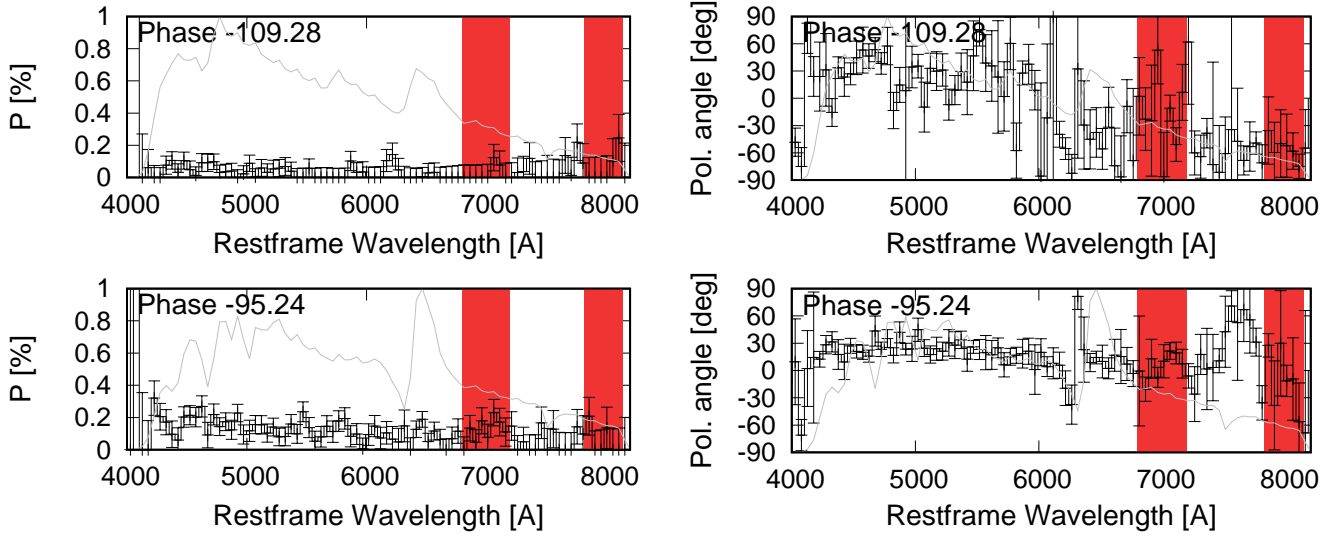 Phase -109.28
P [%]
1
0.8
0.6
0.4
0.2
0
4000 5000 6000 7000 8000
Restframe Wavelength [A]
Phase -109.28
Pol. angle [deg]
90
60
30
0
-30
-60
-90
4000 5000 6000 7000 8000
Restframe Wavelength [A]
Phase -95.24
P [%]
1
0.8
0.6
0.4
0.2
0
4000 5000 6000 7000 8000
Restframe Wavelength [A]
Phase -95.24
Pol. angle [deg]
90
60
30
0
-30
-60
-90
4000 5000 6000 7000 8000
Restframe Wavelength [A]